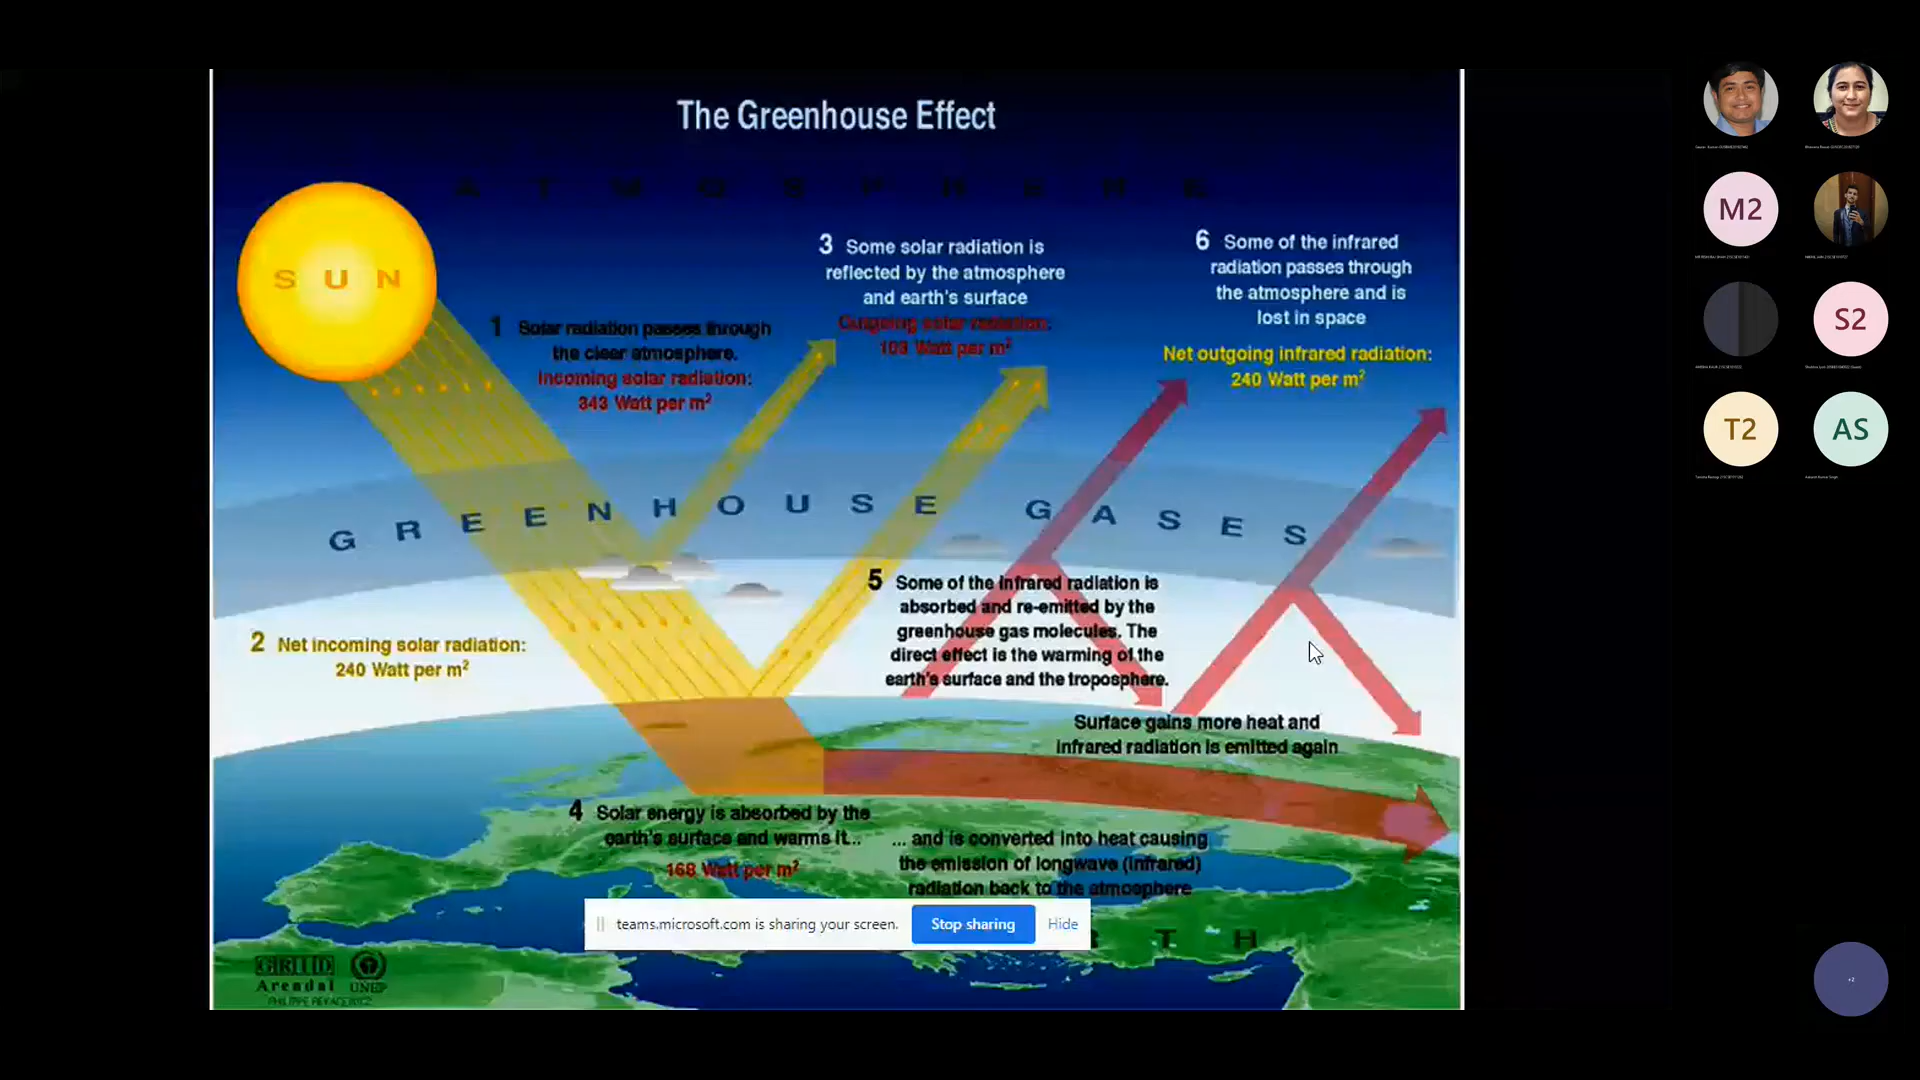 The Greenhouse Effect
A T M O S P H E R E
S U N
1 Solar radiation passes through
the clear atmosphere.
Incoming solar radiation:
343 Watt per m²
3 Some solar radiation is
reflected by the atmosphere
and earth's surface
Outgoing solar radiation:
103 Watt per m²
6 Some of the infrared
radiation passes through
the atmosphere and is
lost in space
Net outgoing infrared radiation:
240 Watt per m²
G R E E N H O U S E G A S E S
2 Net incoming solar radiation:
240 Watt per m²
5 Some of the infrared radiation is
absorbed and re-emitted by the
greenhouse gas molecules. The
direct effect is the warming of the
earth's surface and the troposphere.
Surface gains more heat and
infrared radiation is emitted again
4 Solar energy is absorbed by the
earth's surface and warms it...
168 Watt per m²
... and is converted into heat causing
the emission of longwave (infrared)
radiation back to the atmosphere
teams.microsoft.com is sharing your screen.
Stop sharing
Hide
R T H
GRID
Arendal
UNEP
PHILIPPE REKACEWICZ
M2
S2
T2
AS
+2